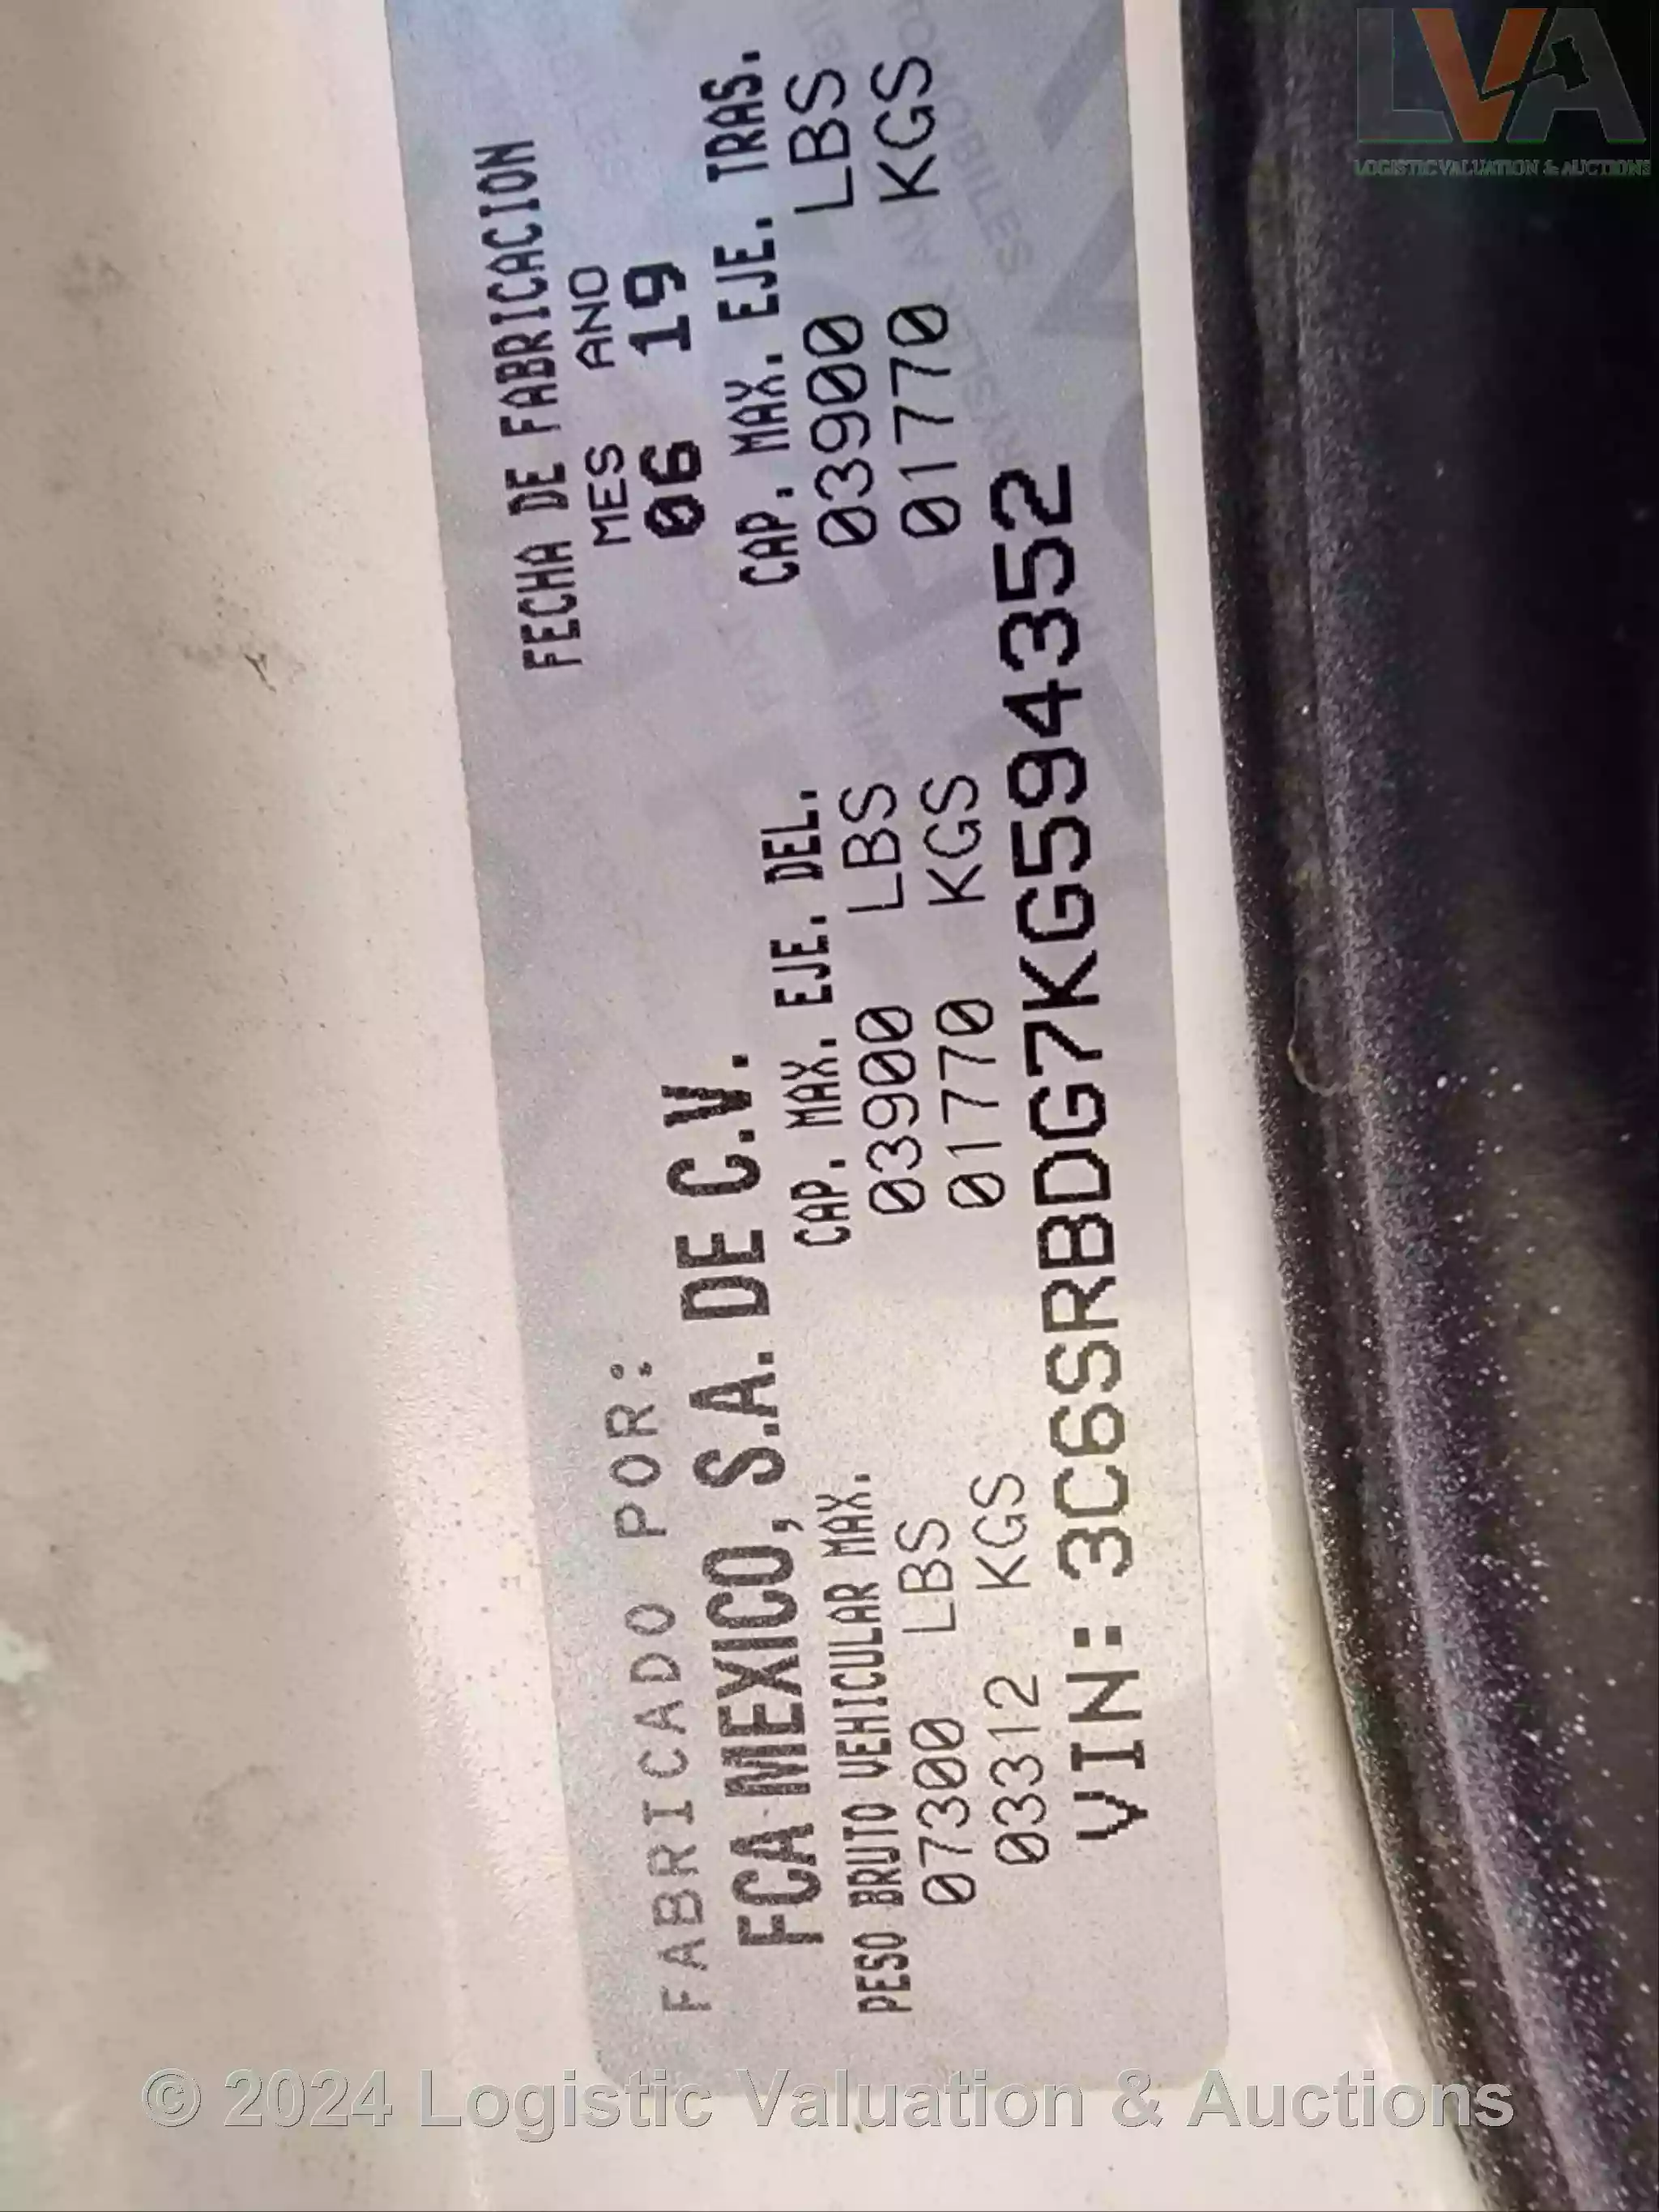 FABRICADO POR:
FCA MEXICO, S.A. DE C.V.
FECHA DE FABRICACION
MES ANO
06 19
PESO BRUTO VEHICULAR MAX.
07300 LBS
03312 KGS
CAP. MAX. EJE. DEL.
03900 LBS
01770 KGS
CAP. MAX. EJE. TRAS.
03900 LBS
01770 KGS
VIN: 3C6SRBDG7KG594352
LVA
LOGISTIC VALUATION & AUCTIONS
© 2024 Logistic Valuation & Auctions